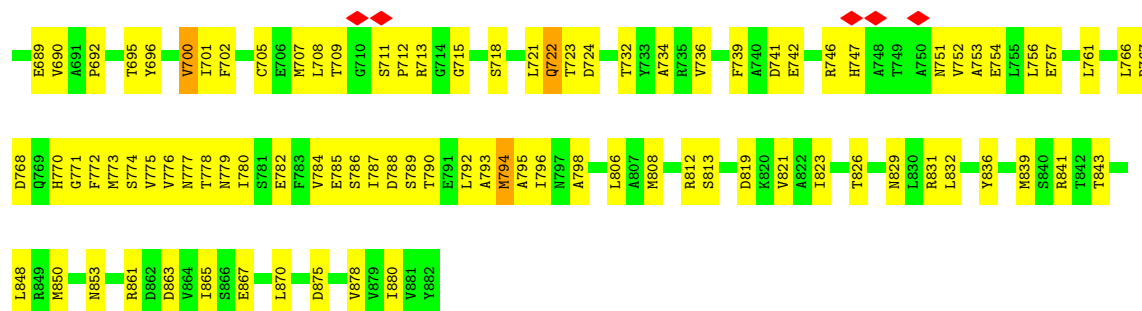 E689 V690 A691 P692 T695 Y696 V700 I701 F702 C705 E706 M707 L708 T709 G710 S711 P712 R713 G714 G715 S718 L721 Q722 T723 D724 T732 Y733 A734 R735 V736 F739 A740 D741 E742 R746 H747 A748 T749 A750 N751 V752 A753 E754 L755 L756 E757 L761 L766
D768 Q769 H770 G771 F772 M773 S774 V775 V776 N777 T778 N779 I780 S781 E782 F783 V784 E785 S786 I787 D788 S789 T790 E791 L792 A793 M794 A795 I796 N797 A798 L806 A807 M808 R812 S813 D819 K820 V821 A822 I823 T826 N829 L830 R831 L832 Y836 M839 S840 R841 T842 T843
L848 R849 M850 N853 R861 D862 D863 V864 I865 S866 E867 L870 D875 V878 V879 I880 V881 Y882